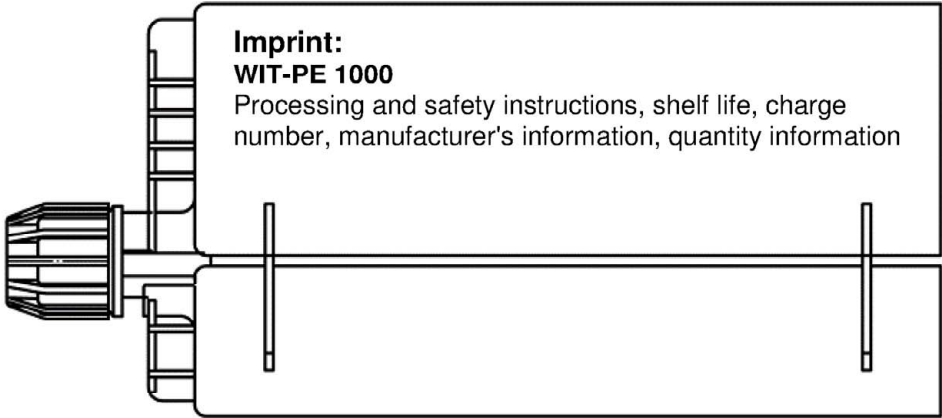 Imprint:
WIT-PE 1000
Processing and safety instructions, shelf life, charge
number, manufacturer's information, quantity information